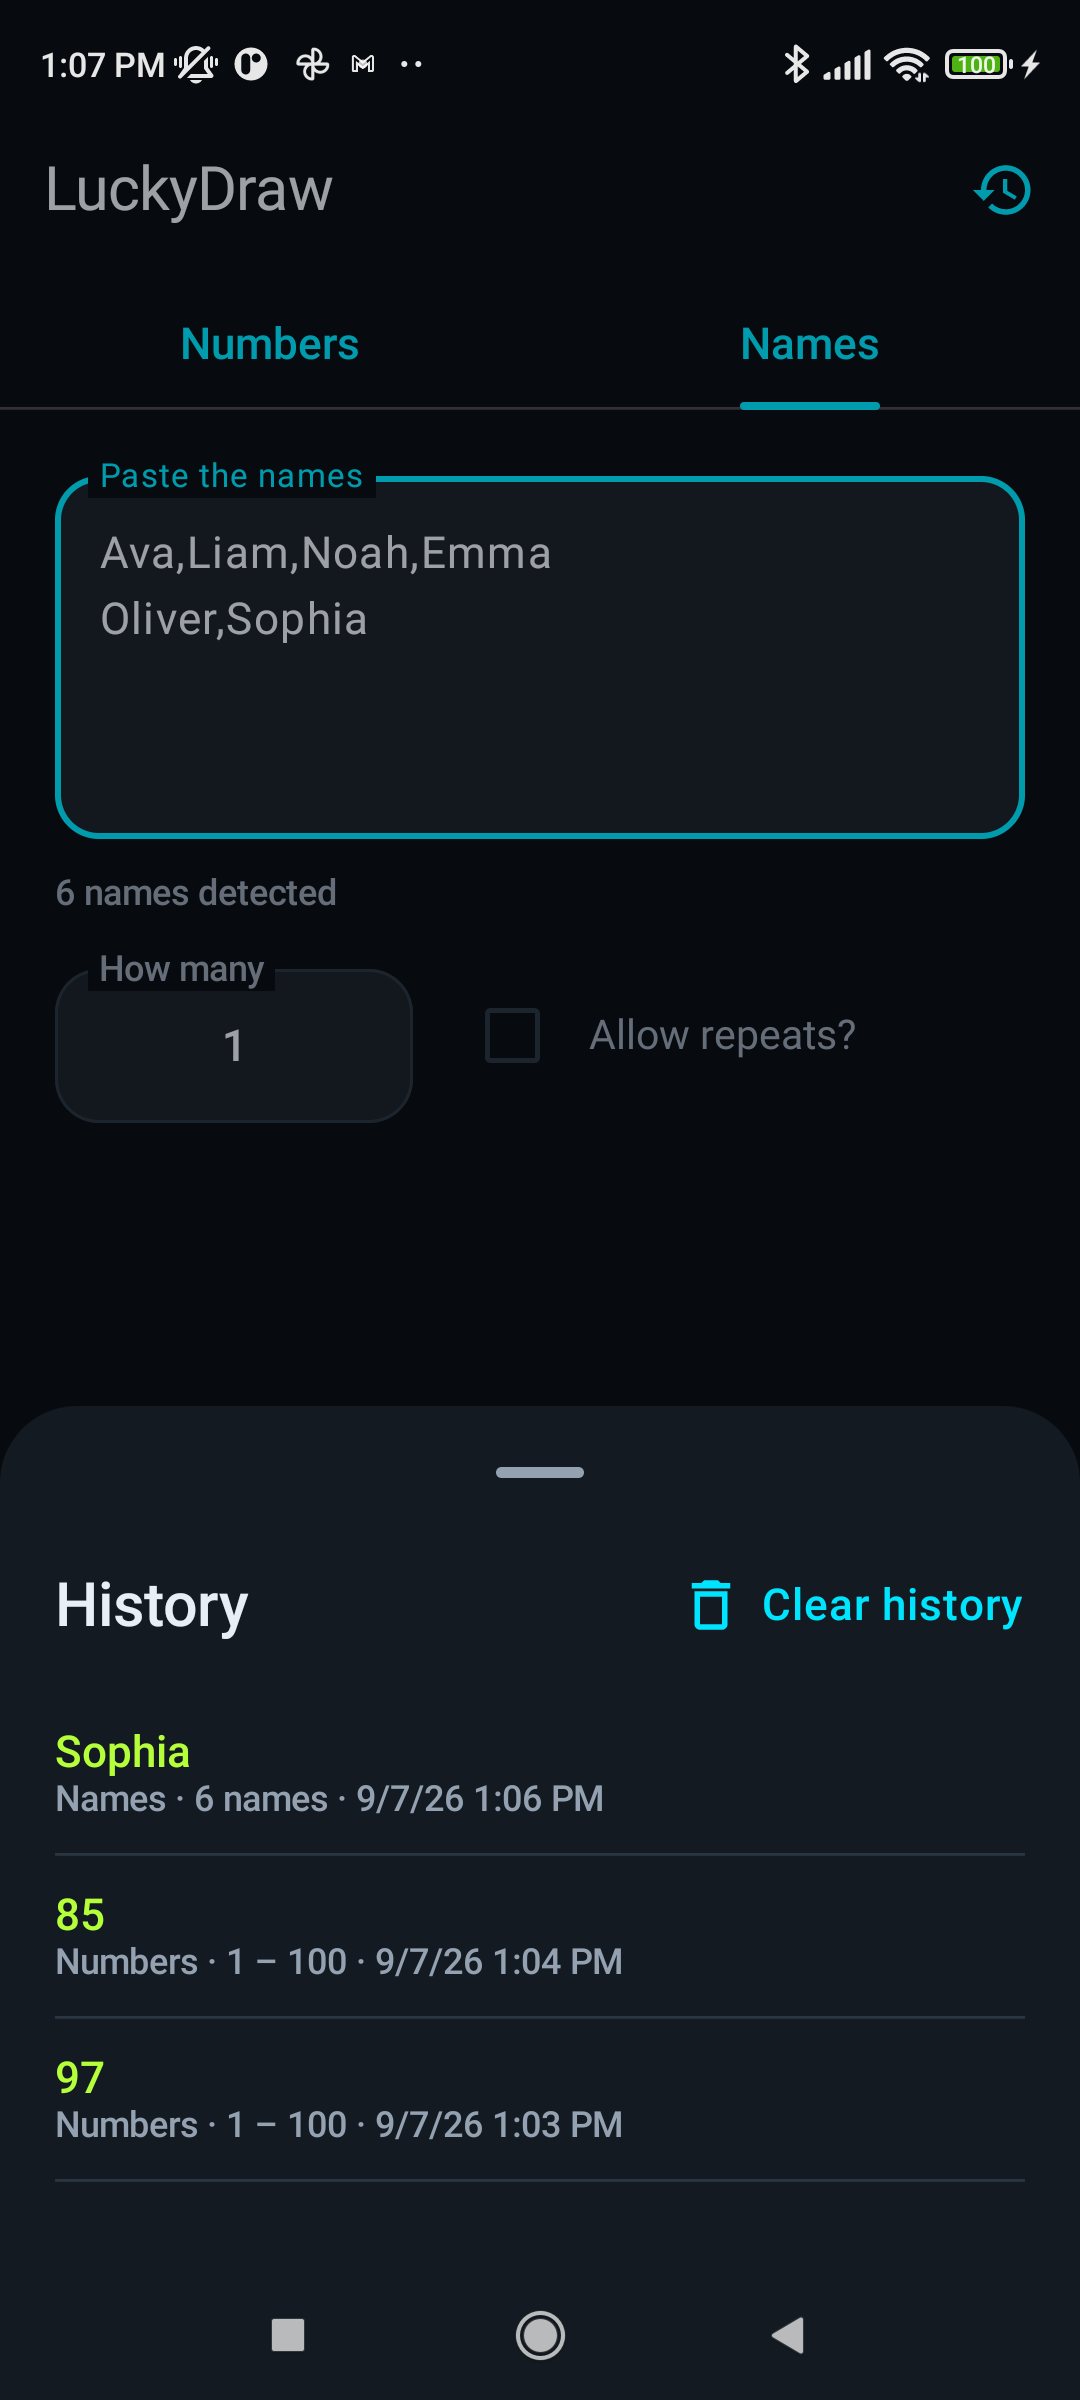 1:07 PM
100
LuckyDraw
Numbers
Names
Paste the names
Ava,Liam,Noah,Emma
Oliver,Sophia
6 names detected
How many
1
Allow repeats?
History
Clear history
Sophia
Names · 6 names · 9/7/26 1:06 PM
85
Numbers · 1 – 100 · 9/7/26 1:04 PM
97
Numbers · 1 – 100 · 9/7/26 1:03 PM